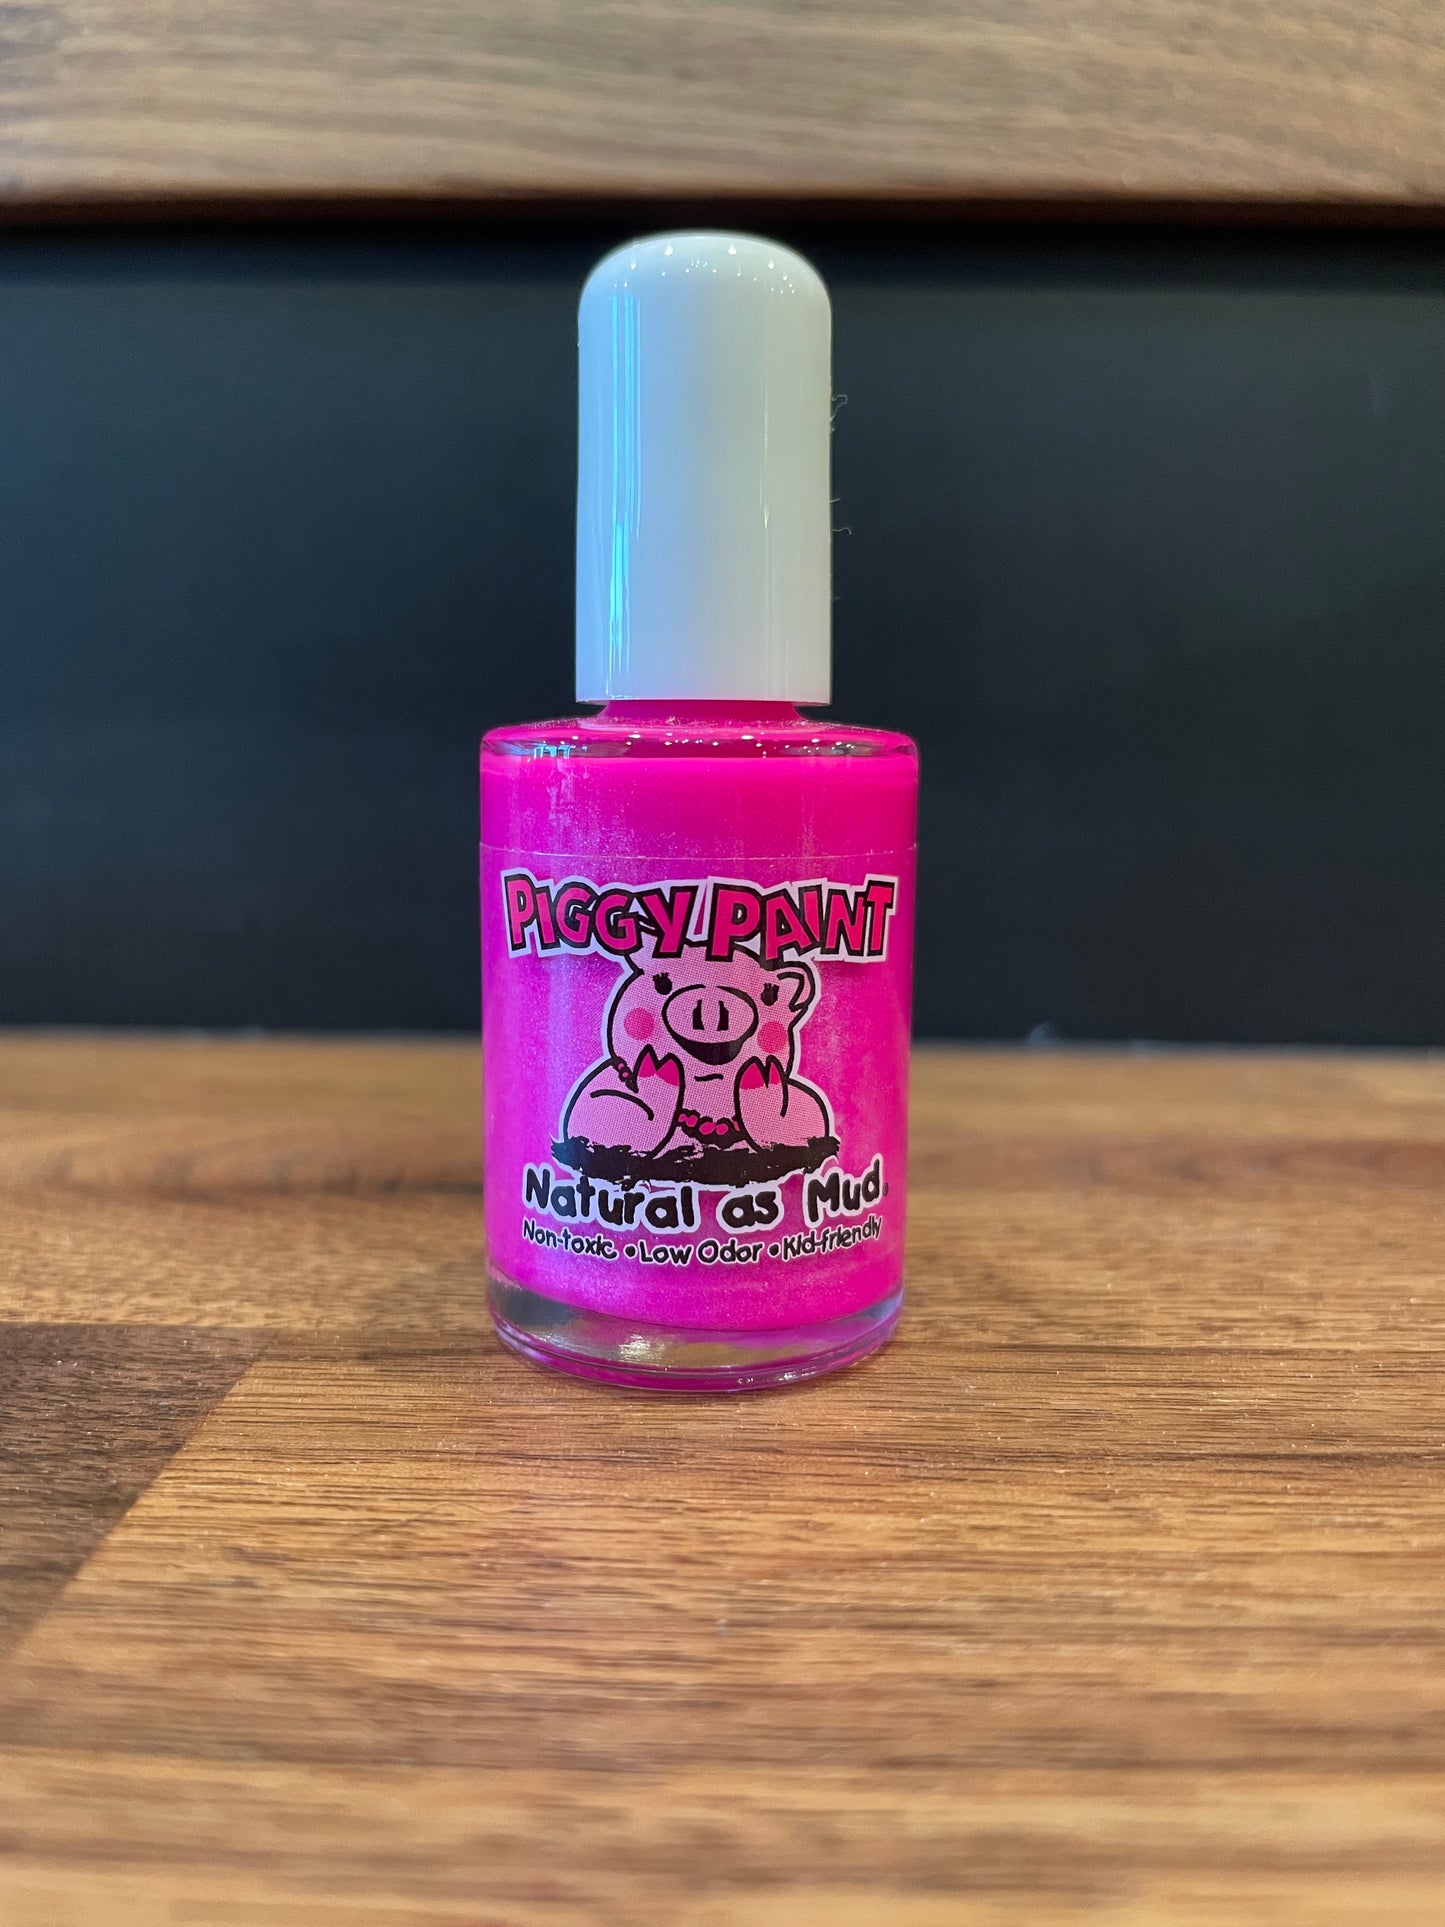 PIGGY PAINT
Natural as Mud®
Non-toxic • Low Odor • Kid-friendly